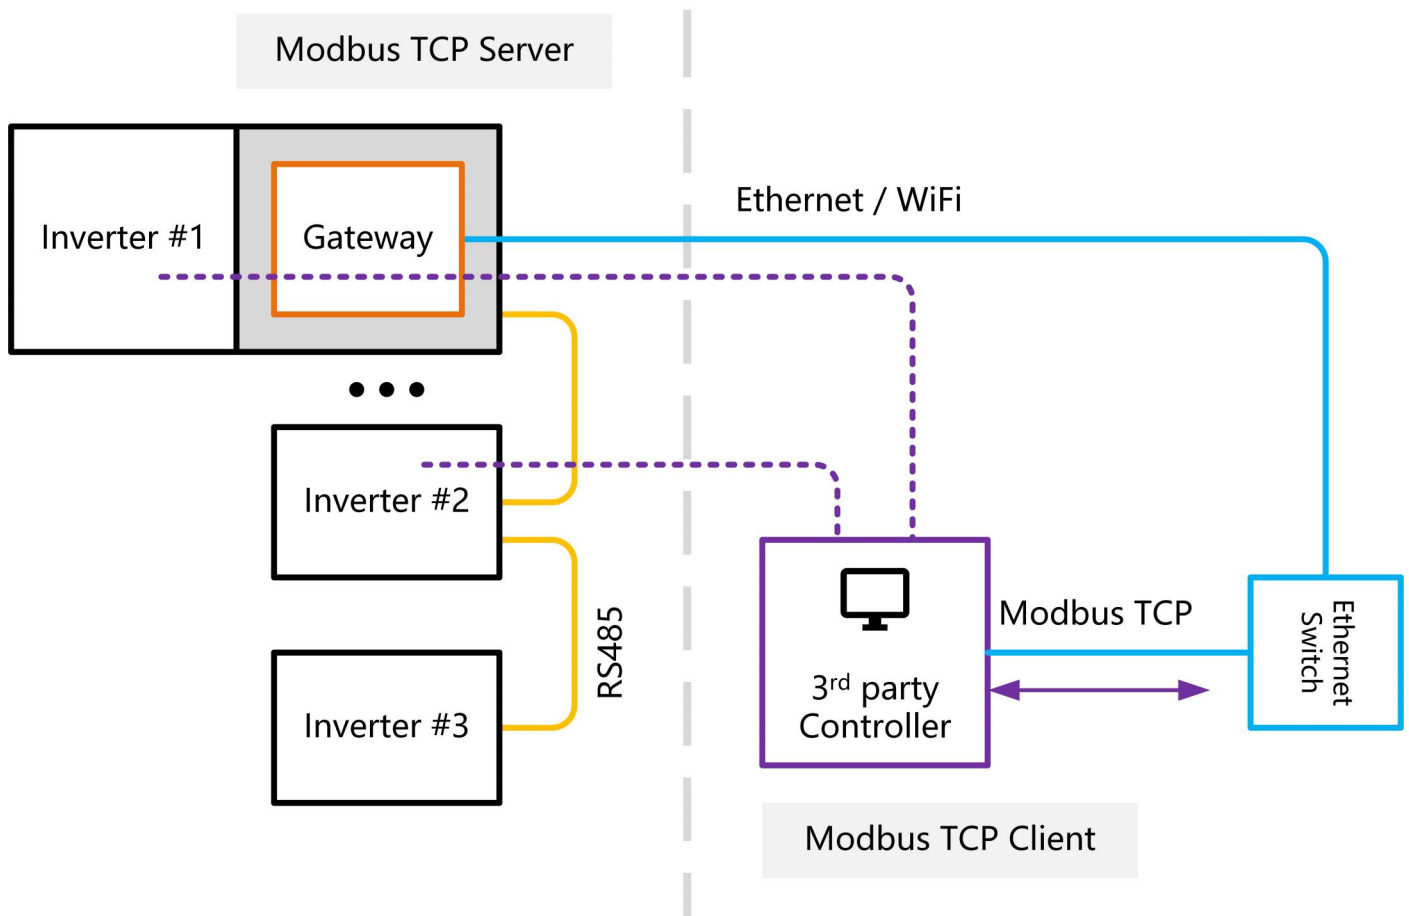 Modbus TCP Server
Ethernet / WiFi
Inverter #1
Gateway
Inverter #2
RS485
Inverter #3
3rd party
Controller
Modbus TCP
Ethernet
Switch
Modbus TCP Client